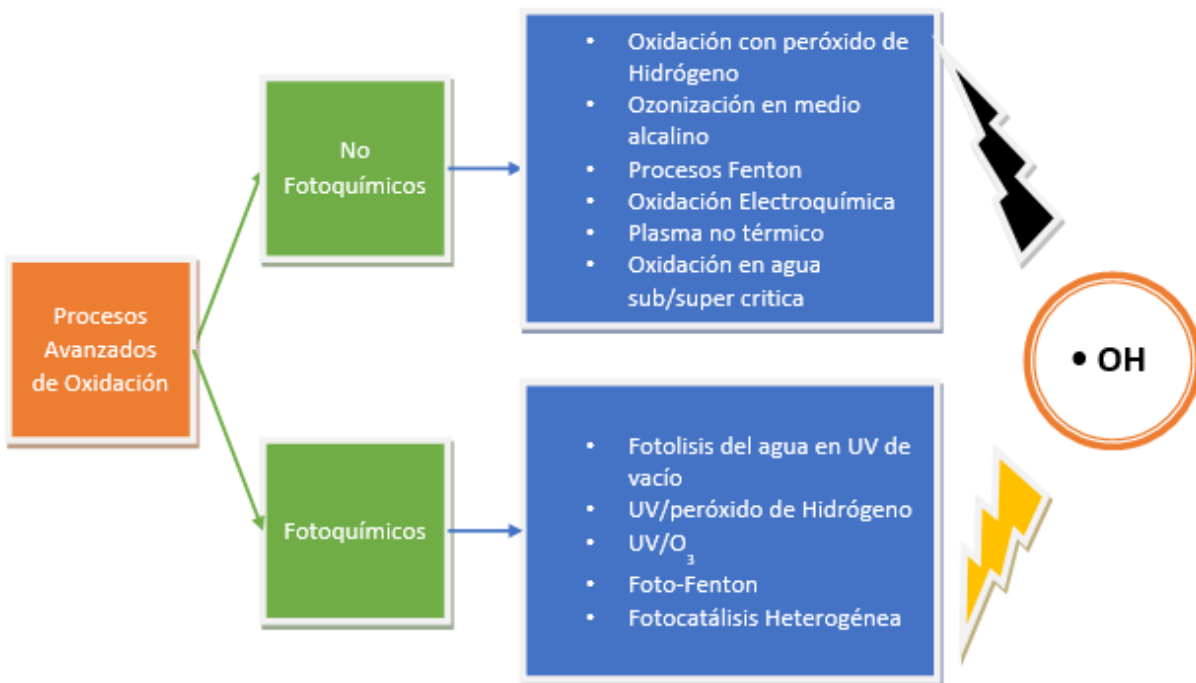 Procesos
Avanzados
de Oxidación
No
Fotoquímicos
• Oxidación con peróxido de
Hidrógeno
• Ozonización en medio
alcalino
• Procesos Fenton
• Oxidación Electroquímica
• Plasma no térmico
• Oxidación en agua
sub/super critica
Fotoquímicos
• Fotolisis del agua en UV de
vacío
• UV/peróxido de Hidrógeno
• UV/O₃
• Foto-Fenton
• Fotocatálisis Heterogénea
• OH